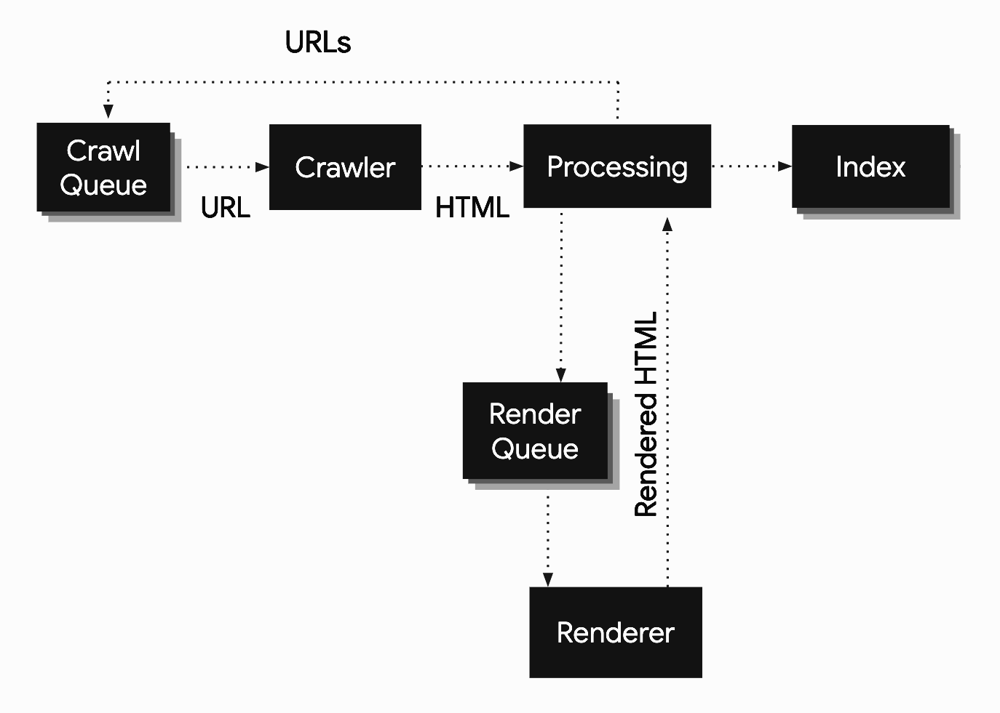 URLs
Crawl
Queue
URL
Crawler
HTML
Processing
Index
Render
Queue
Rendered HTML
Renderer